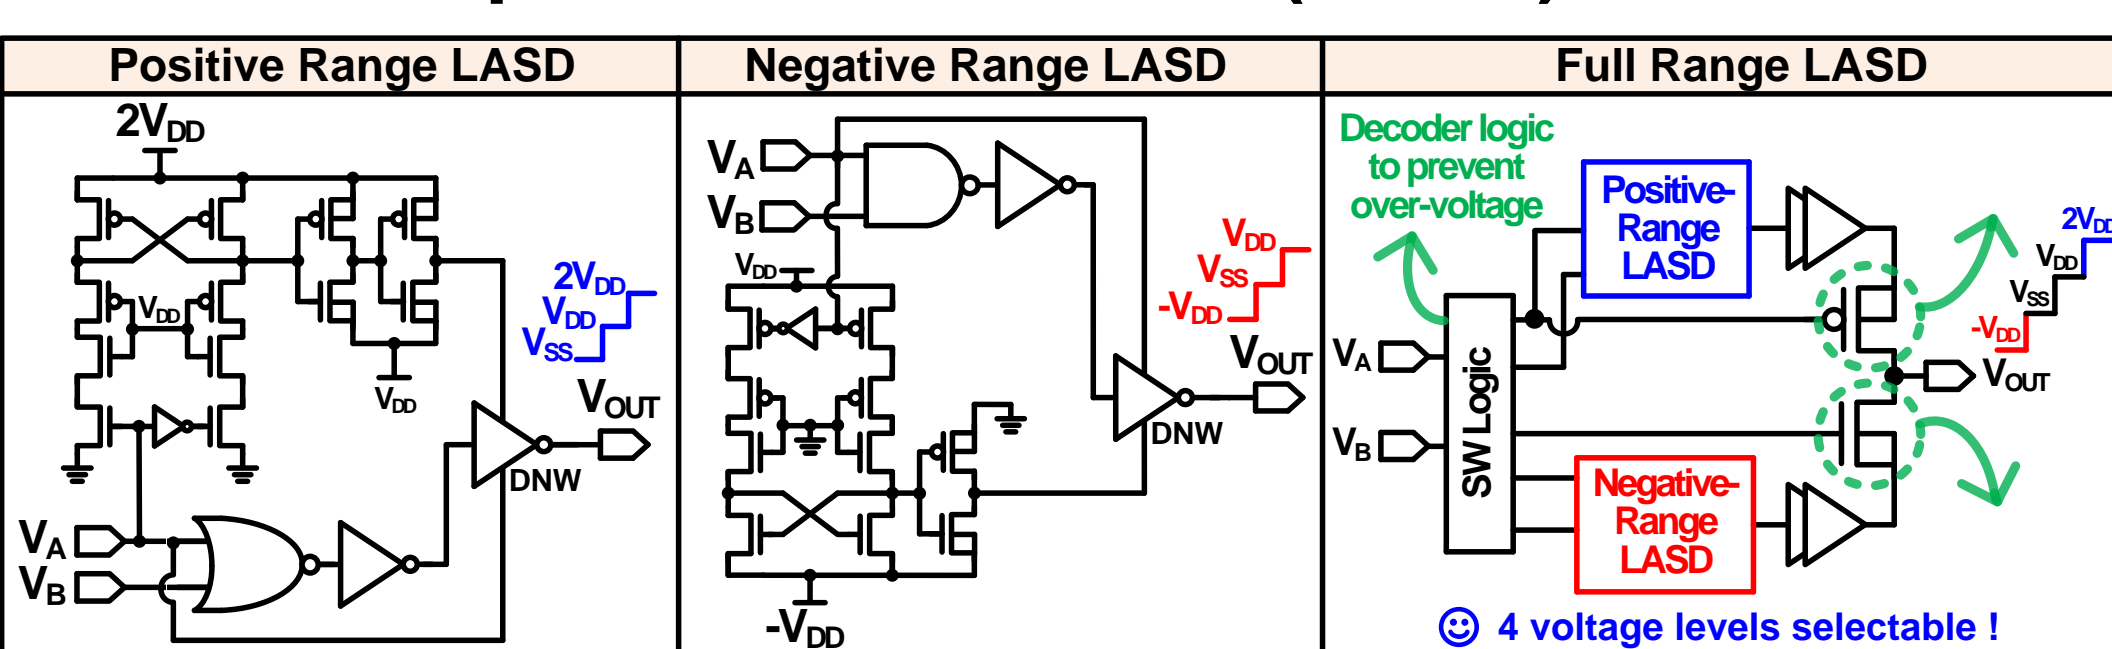 Positive Range LASD
2VDD
VDD
VDD
2VDD
VDD
VSS
VOUT
DNW
VA
VB
Negative Range LASD
VA
VB
VDD
VDD
VSS
-VDD
VOUT
DNW
-VDD
Full Range LASD
Decoder logic
to prevent
over-voltage
Positive-
Range
LASD
2VDD
VDD
VSS
-VDD
VOUT
VA
VB
SW Logic
Negative-
Range
LASD
4 voltage levels selectable !